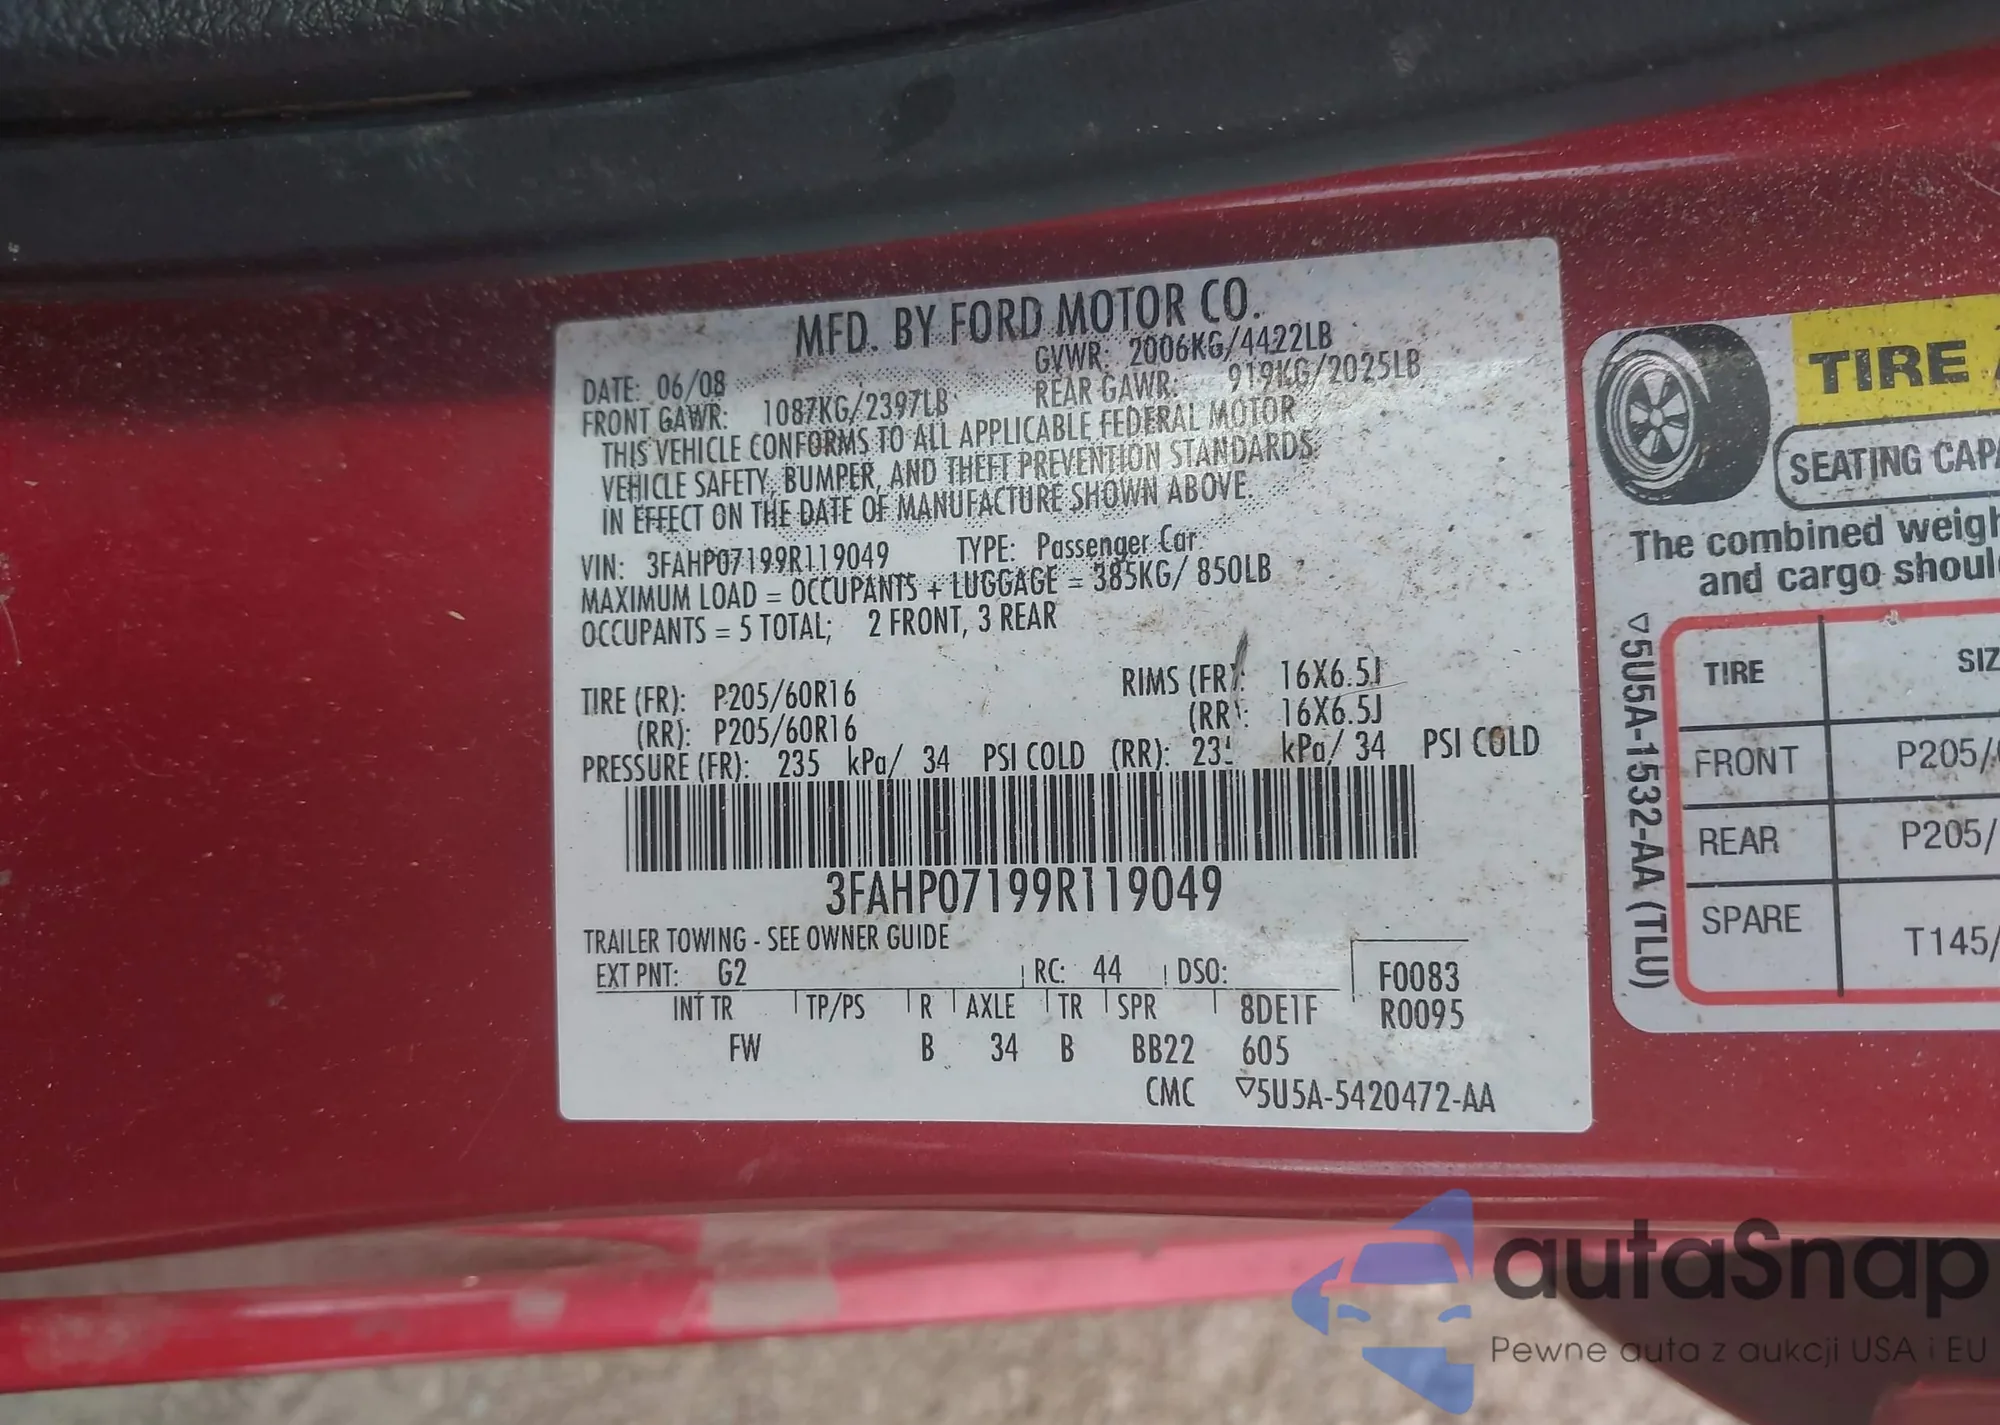 MFD. BY FORD MOTOR CO.
DATE: 06/08 GVWR: 2006KG/4422LB
FRONT GAWR: 1087KG/2397LB REAR GAWR: 919KG/2025LB
THIS VEHICLE CONFORMS TO ALL APPLICABLE FEDERAL MOTOR
VEHICLE SAFETY, BUMPER, AND THEFT PREVENTION STANDARDS
IN EFFECT ON THE DATE OF MANUFACTURE SHOWN ABOVE.
VIN: 3FAHP07199R119049 TYPE: Passenger Car
MAXIMUM LOAD = OCCUPANTS + LUGGAGE = 385KG/ 850LB
OCCUPANTS = 5 TOTAL; 2 FRONT, 3 REAR
TIRE (FR): P205/60R16 RIMS (FR): 16X6.5J
(RR): P205/60R16 (RR): 16X6.5J
PRESSURE (FR): 235 kPa/ 34 PSI COLD (RR): 235 kPa/ 34 PSI COLD
3FAHP07199R119049
TRAILER TOWING - SEE OWNER GUIDE
EXT PNT: G2 RC: 44 DSO: F0083
INT TR TP/PS R AXLE TR SPR 8DE1F R0095
FW B 34 B BB22 605
CMC ▽5U5A-5420472-AA
TIRE
SEATING CAPA
The combined weigh
and cargo shoul
▽5U5A-1532-AA (TLU)
TIRE SIZ
FRONT P205/
REAR P205/
SPARE T145/
autaSnap
Pewne auta z aukcji USA i EU